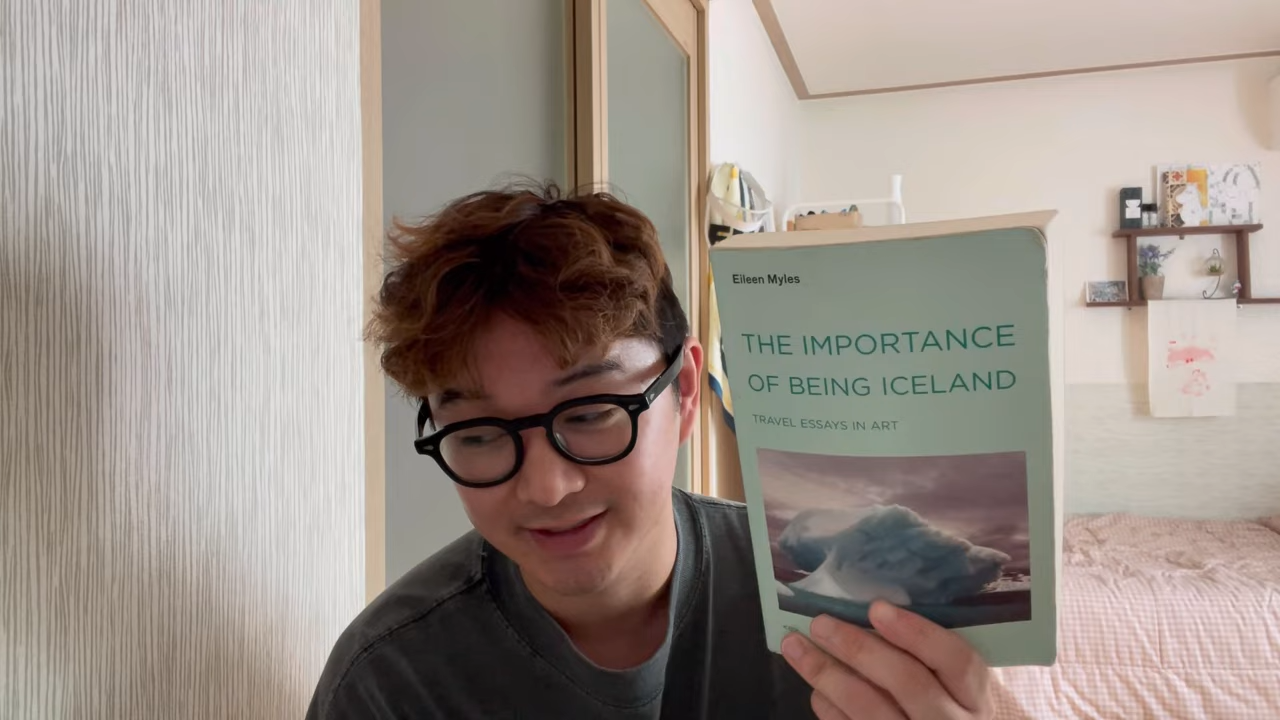 Eileen Myles
THE IMPORTANCE
OF BEING ICELAND
TRAVEL ESSAYS IN ART